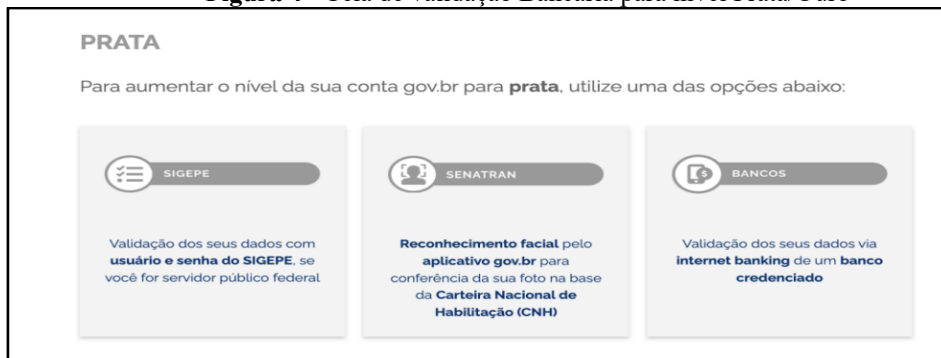 PRATA
Para aumentar o nível da sua conta gov.br para prata, utilize uma das opções abaixo:
SIGEPE
Validação dos seus dados com
usuário e senha do SIGEPE, se
você for servidor público federal
SENATRAN
Reconhecimento facial pelo
aplicativo gov.br para
conferência da sua foto na base
da Carteira Nacional de
Habilitação (CNH)
BANCOS
Validação dos seus dados via
internet banking de um banco
credenciado